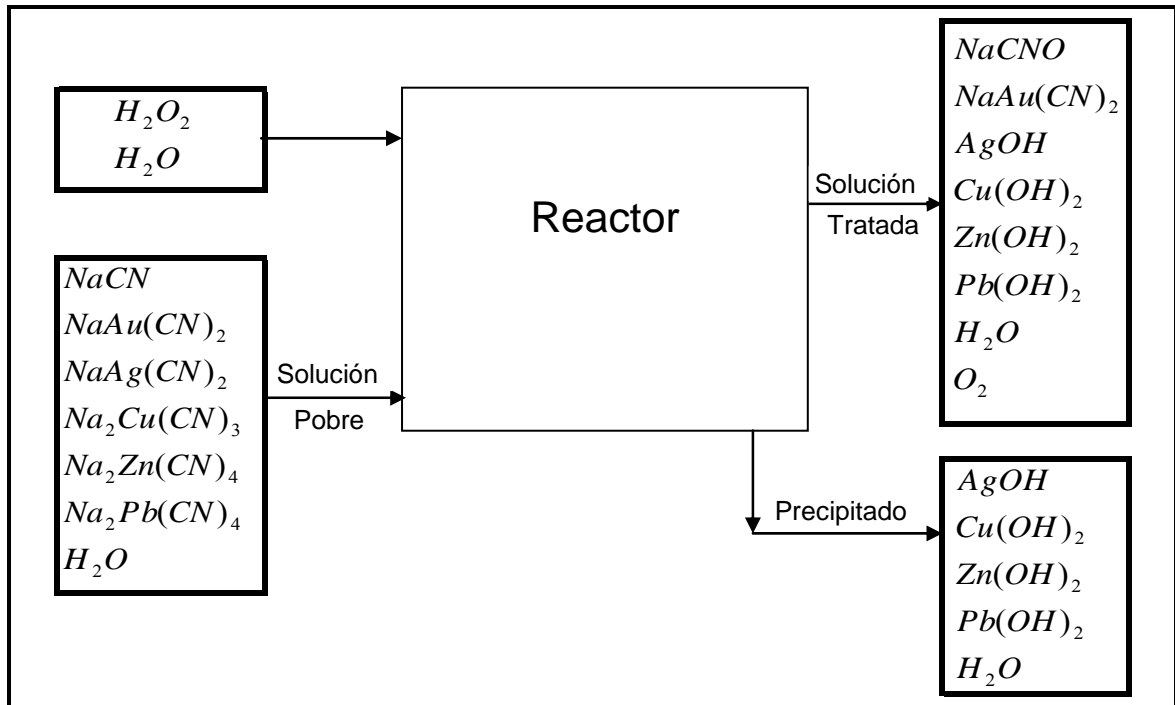 H₂O₂
H₂O
NaCN
NaAu(CN)₂
NaAg(CN)₂
Na₂Cu(CN)₃
Na₂Zn(CN)₄
Na₂Pb(CN)₄
H₂O
Solución
Pobre
Reactor
Solución
Tratada
NaCNO
NaAu(CN)₂
AgOH
Cu(OH)₂
Zn(OH)₂
Pb(OH)₂
H₂O
O₂
Precipitado
AgOH
Cu(OH)₂
Zn(OH)₂
Pb(OH)₂
H₂O